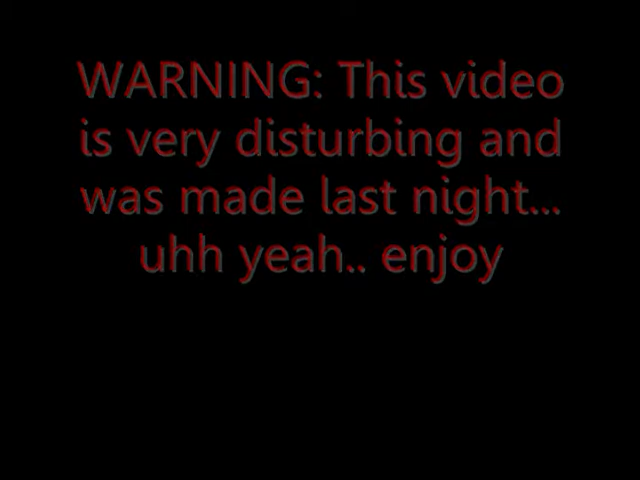 WARNING: This video
is very disturbing and
was made last night...
uhh yeah.. enjoy